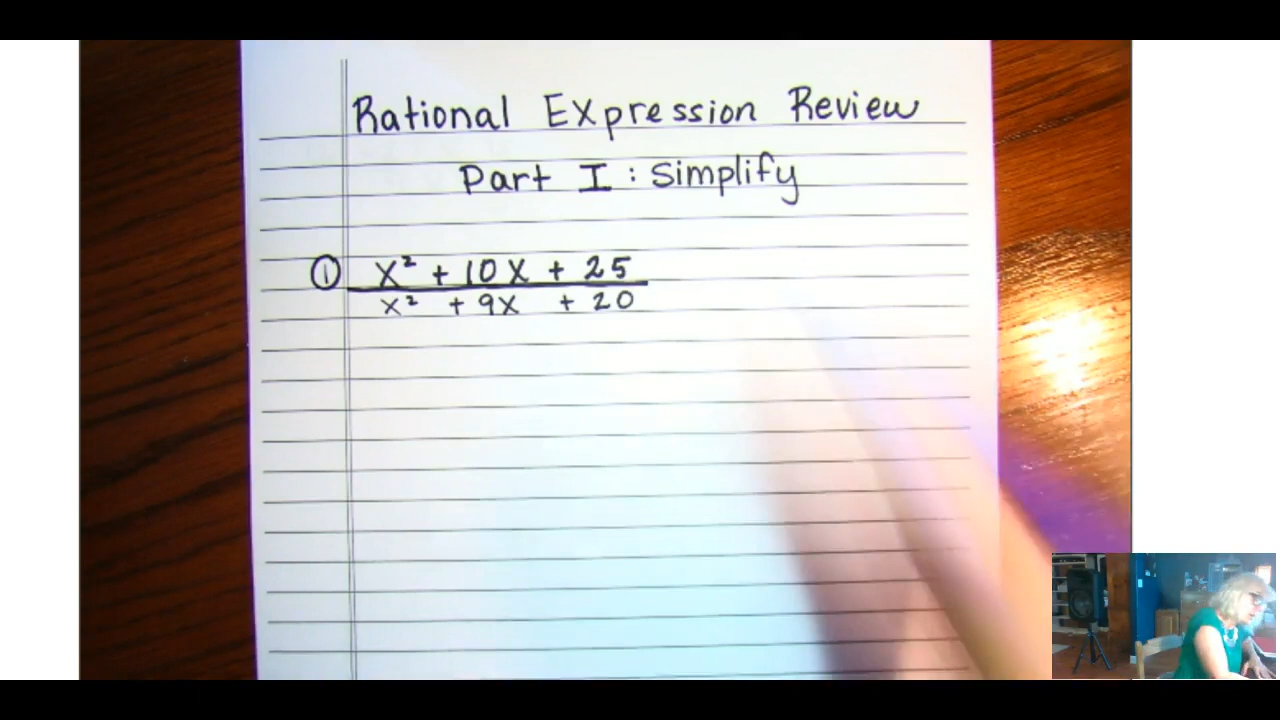 Rational Expression Review
Part I : Simplify
① x² + 10x + 25
x² + 9x + 20